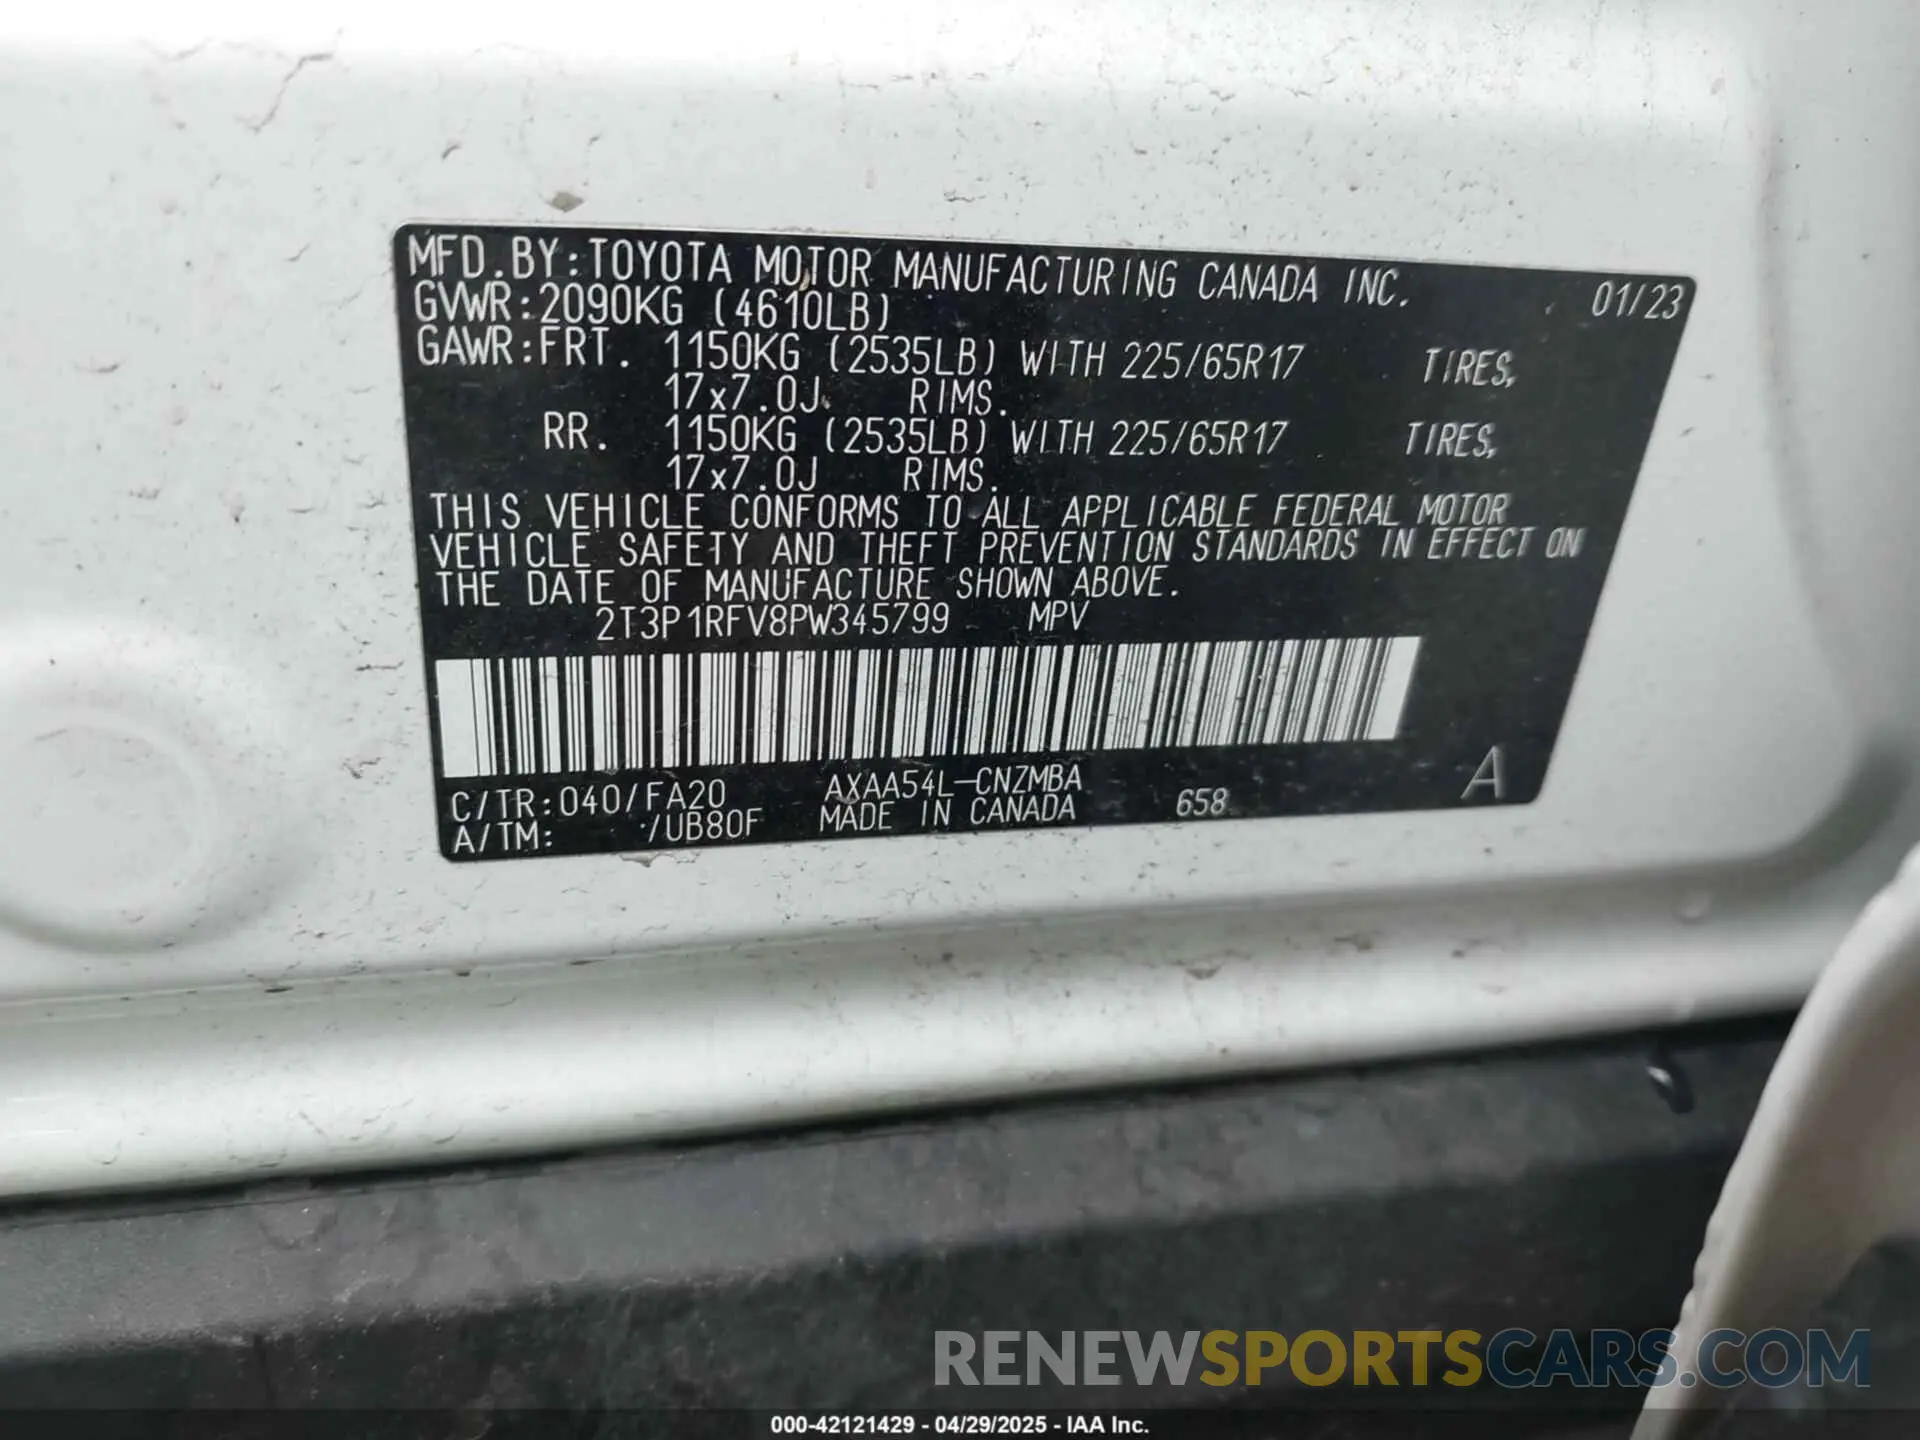 MFD.BY:TOYOTA MOTOR MANUFACTURING CANADA INC. 01/23
GVWR:2090KG (4610LB)
GAWR:FRT. 1150KG (2535LB) WITH 225/65R17 TIRES,
17x7.0J RIMS.
RR. 1150KG (2535LB) WITH 225/65R17 TIRES,
17x7.0J RIMS.
THIS VEHICLE CONFORMS TO ALL APPLICABLE FEDERAL MOTOR
VEHICLE SAFETY AND THEFT PREVENTION STANDARDS IN EFFECT ON
THE DATE OF MANUFACTURE SHOWN ABOVE.
2T3P1RFV8PW345799 MPV
C/TR:040/FA20 AXAA54L-CNZMBA
A/TM: /UB80F MADE IN CANADA 658 A
RENEWSPORTSCARS.COM
000-42121429 - 04/29/2025 - IAA Inc.